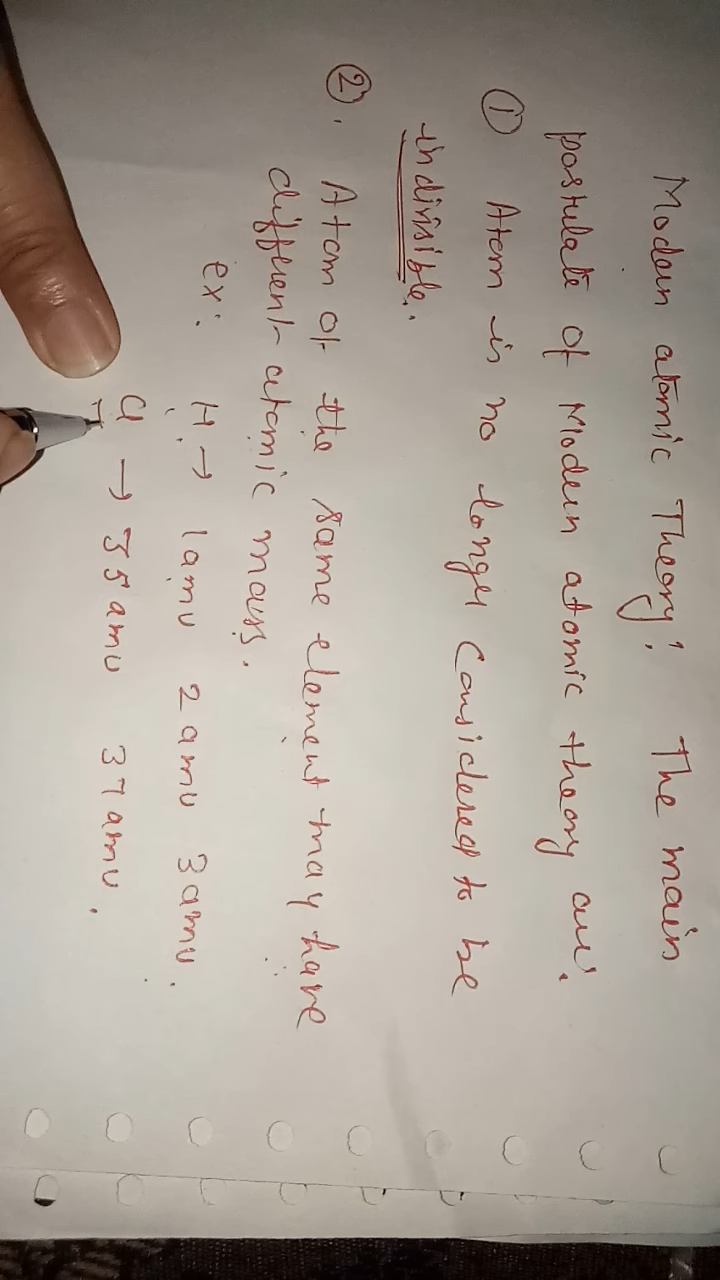 Modern atomic Theory: The main
postulate of Modern atomic theory are:
① Atom is no longer considered to be
indivisible.
②. Atom of the same element may have
different atomic mass.
ex: H → 1amu 2amu 3amu.
Cl → 35amu 37amu.